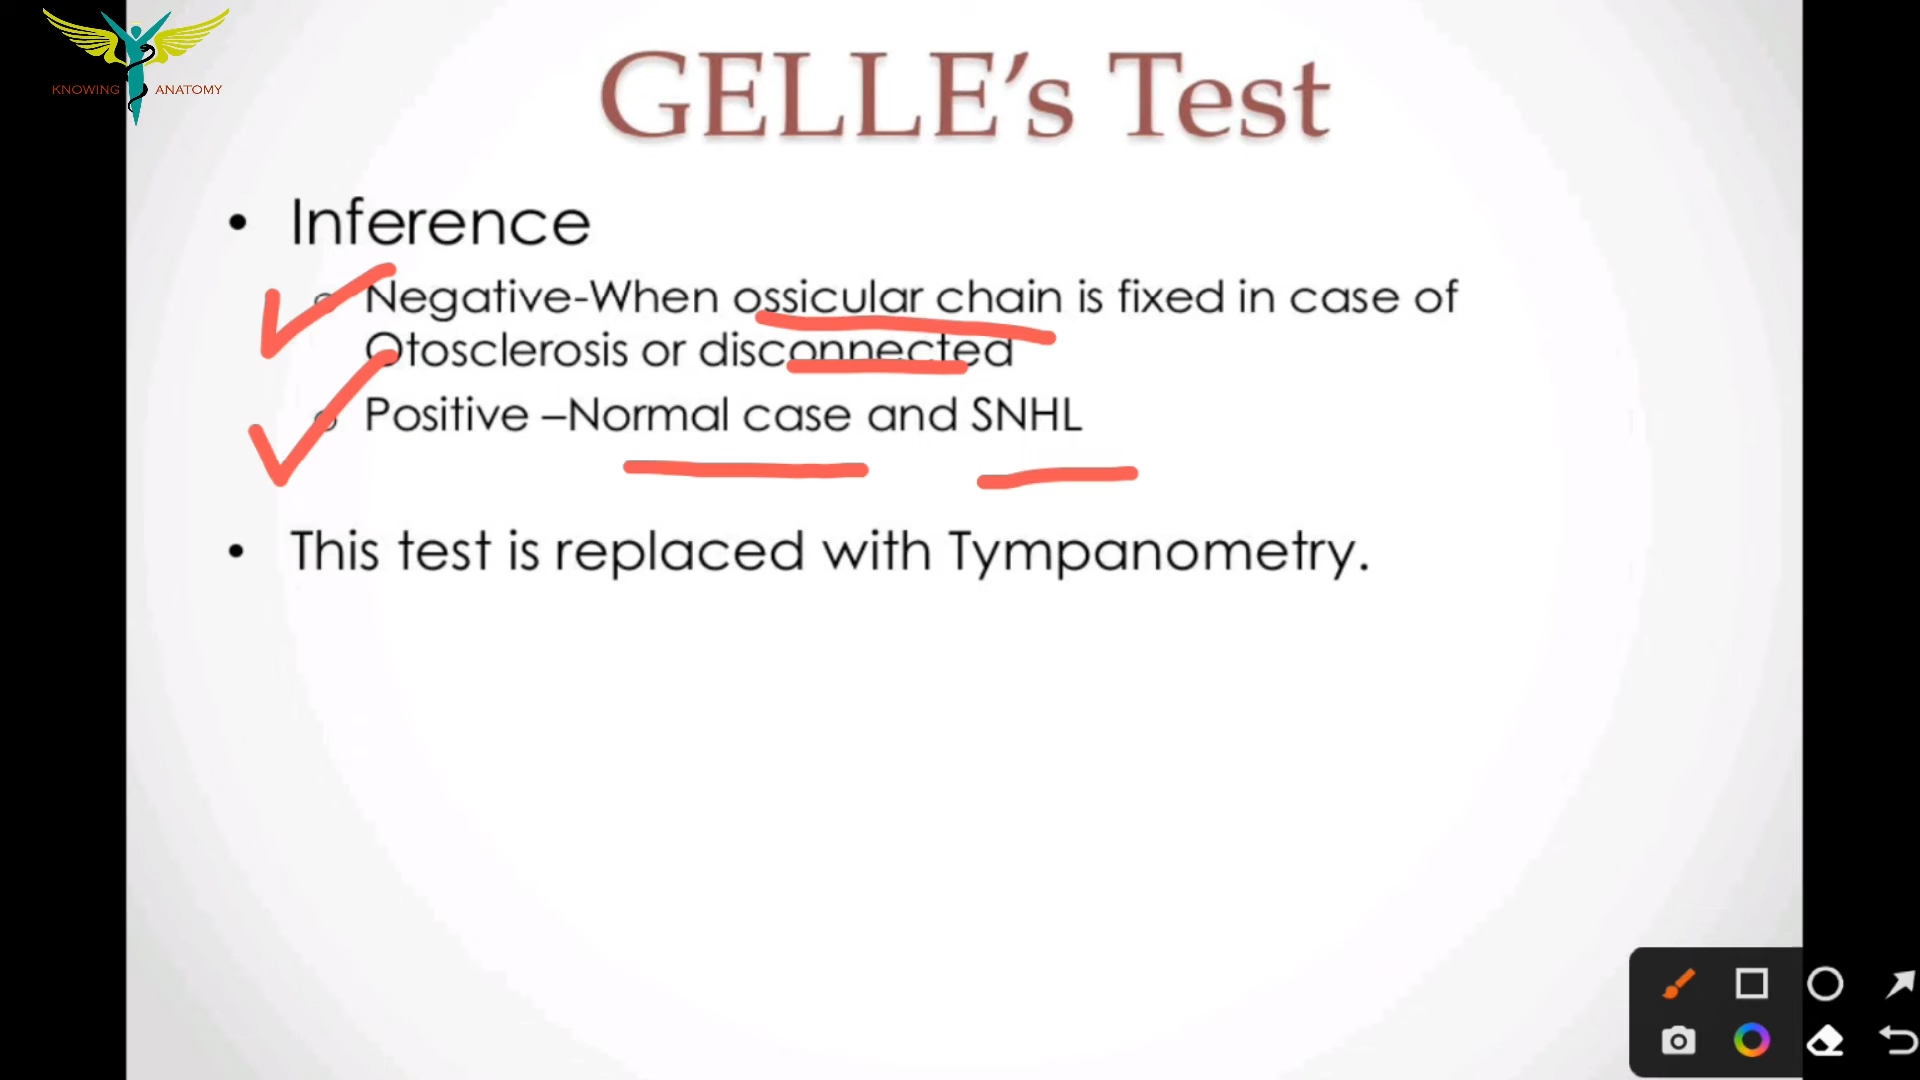 KNOWING ANATOMY
GELLE’s Test
• Inference
o Negative-When ossicular chain is fixed in case of
Otosclerosis or disconnected
o Positive –Normal case and SNHL
• This test is replaced with Tympanometry.